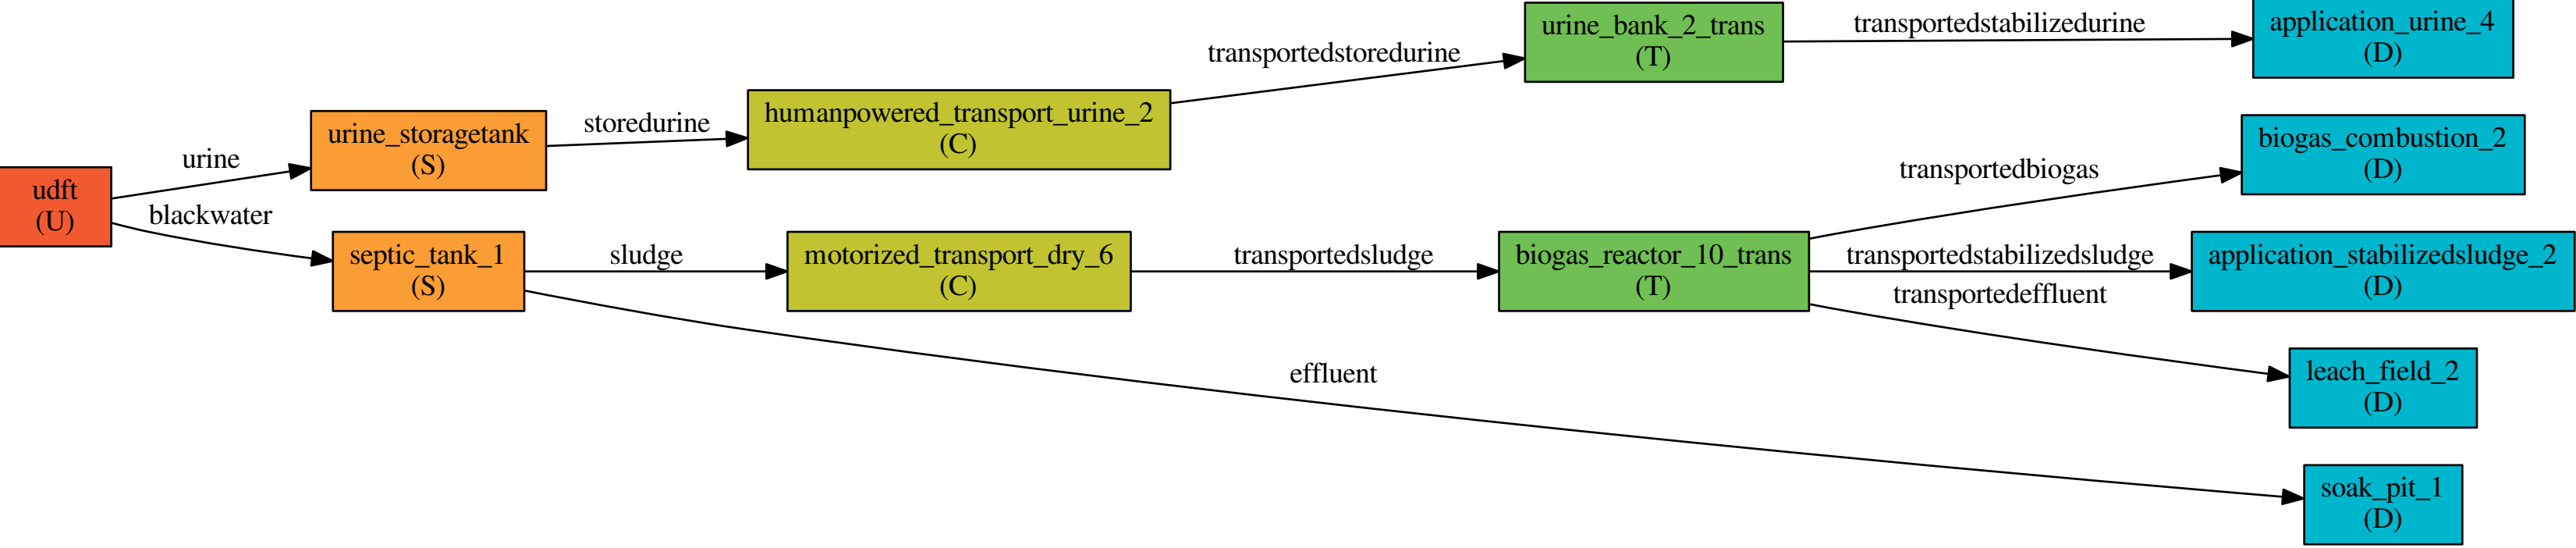 udft
(U)
urine
blackwater
urine_storagetank
(S)
septic_tank_1
(S)
storedurine
sludge
effluent
humanpowered_transport_urine_2
(C)
motorized_transport_dry_6
(C)
transportedstoredurine
transportedsludge
urine_bank_2_trans
(T)
biogas_reactor_10_trans
(T)
transportedstabilizedurine
transportedbiogas
transportedstabilizedsludge
transportedeffluent
application_urine_4
(D)
biogas_combustion_2
(D)
application_stabilizedsludge_2
(D)
leach_field_2
(D)
soak_pit_1
(D)